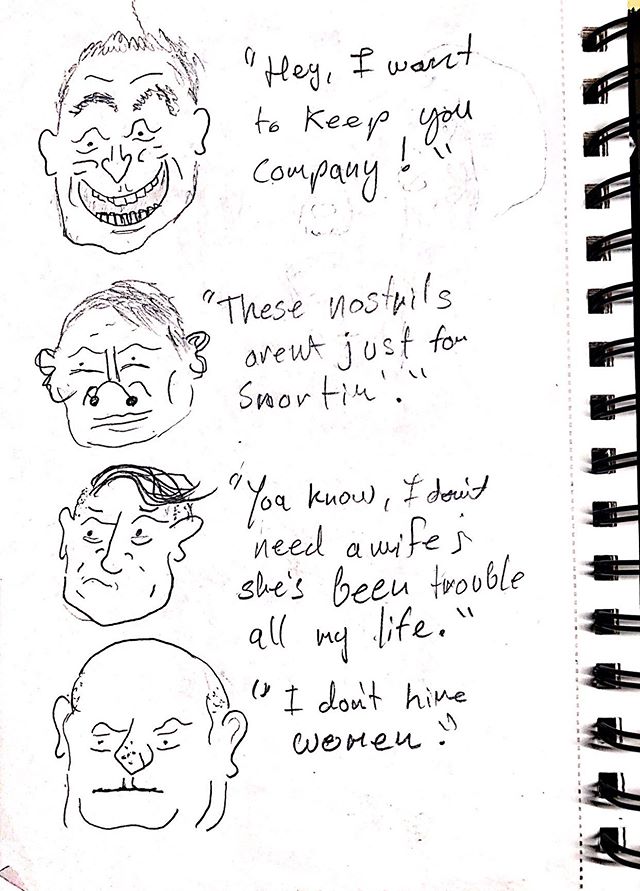 "Hey, I want
to keep you
company!"
"These nostrils
aren't just for
snortin'."
"You know, I don't
need a wife;
she's been trouble
all my life."
"I don't hire
women."